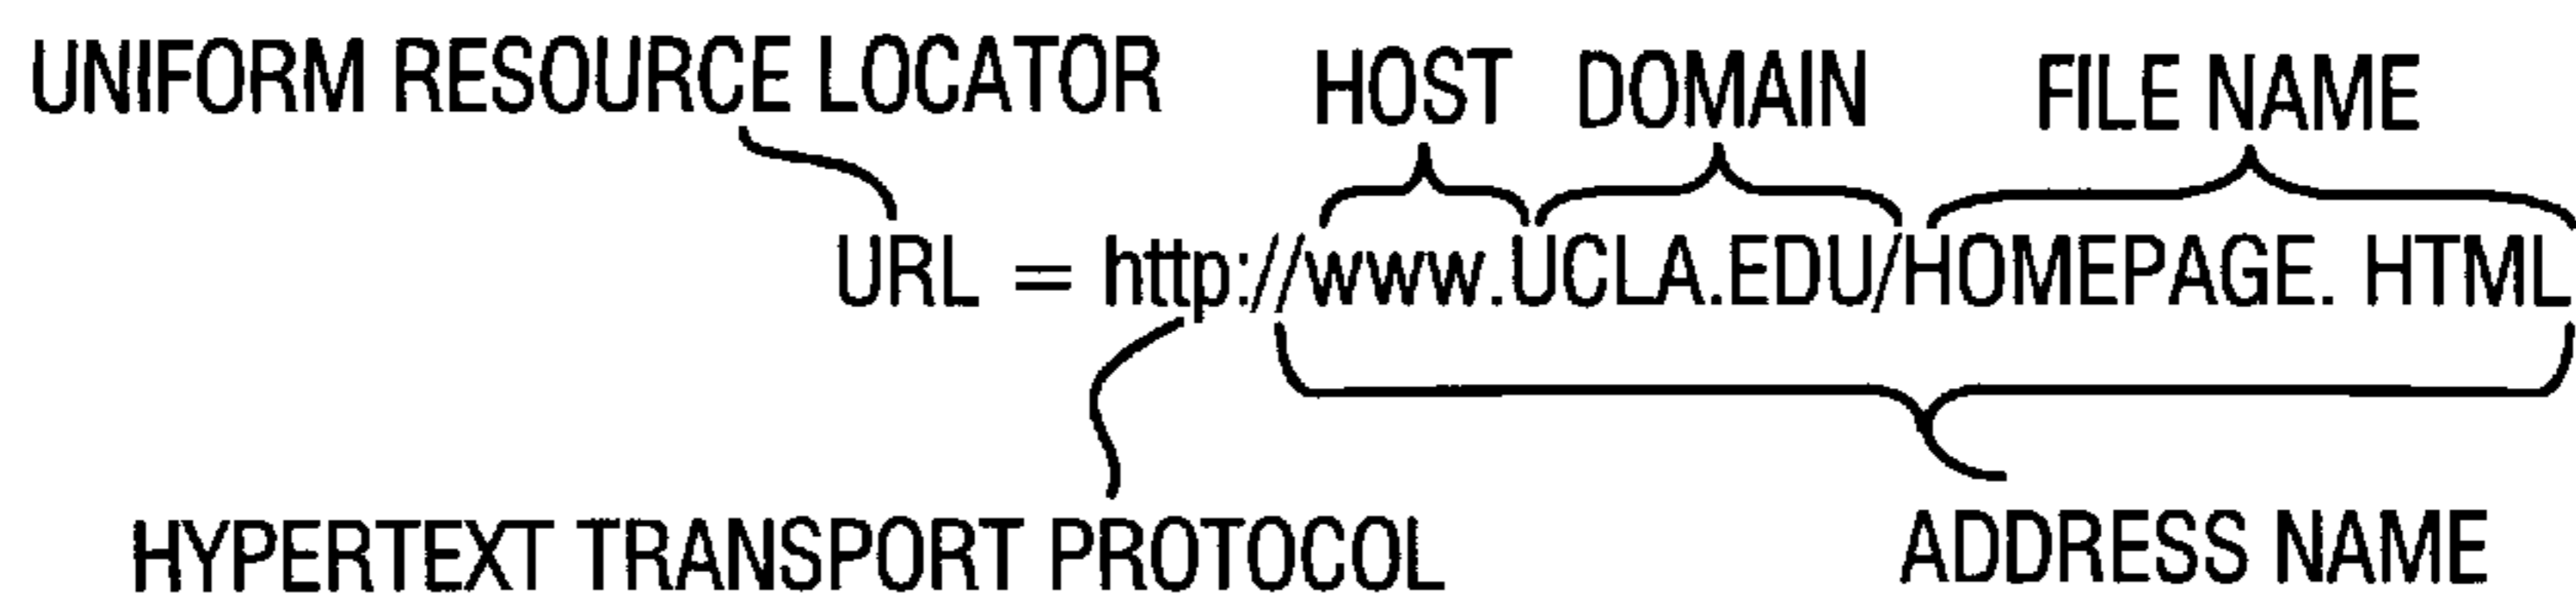 UNIFORM RESOURCE LOCATOR HOST DOMAIN FILE NAME
URL = http://www.UCLA.EDU/HOMEPAGE. HTML
HYPERTEXT TRANSPORT PROTOCOL ADDRESS NAME